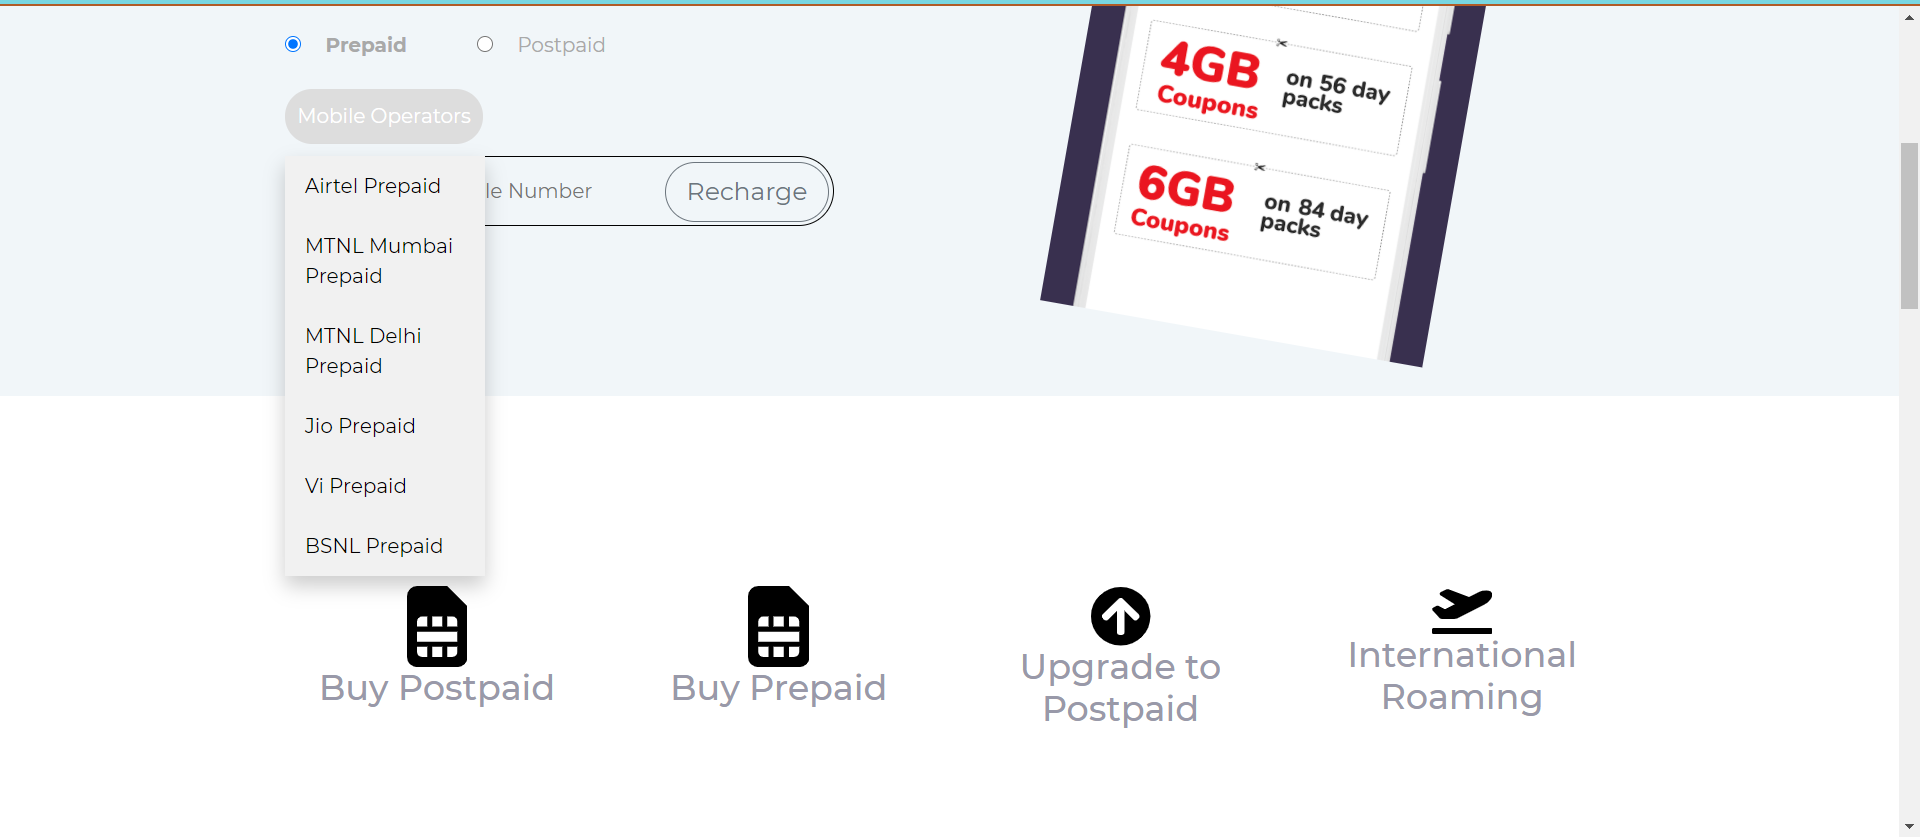 Prepaid
Postpaid
Mobile Operators
Airtel Prepaid
MTNL Mumbai
Prepaid
MTNL Delhi
Prepaid
Jio Prepaid
Vi Prepaid
BSNL Prepaid
Number
Recharge
4GB
Coupons
on 56 day
packs
6GB
Coupons
on 84 day
packs
Buy Postpaid
Buy Prepaid
Upgrade to
Postpaid
International
Roaming